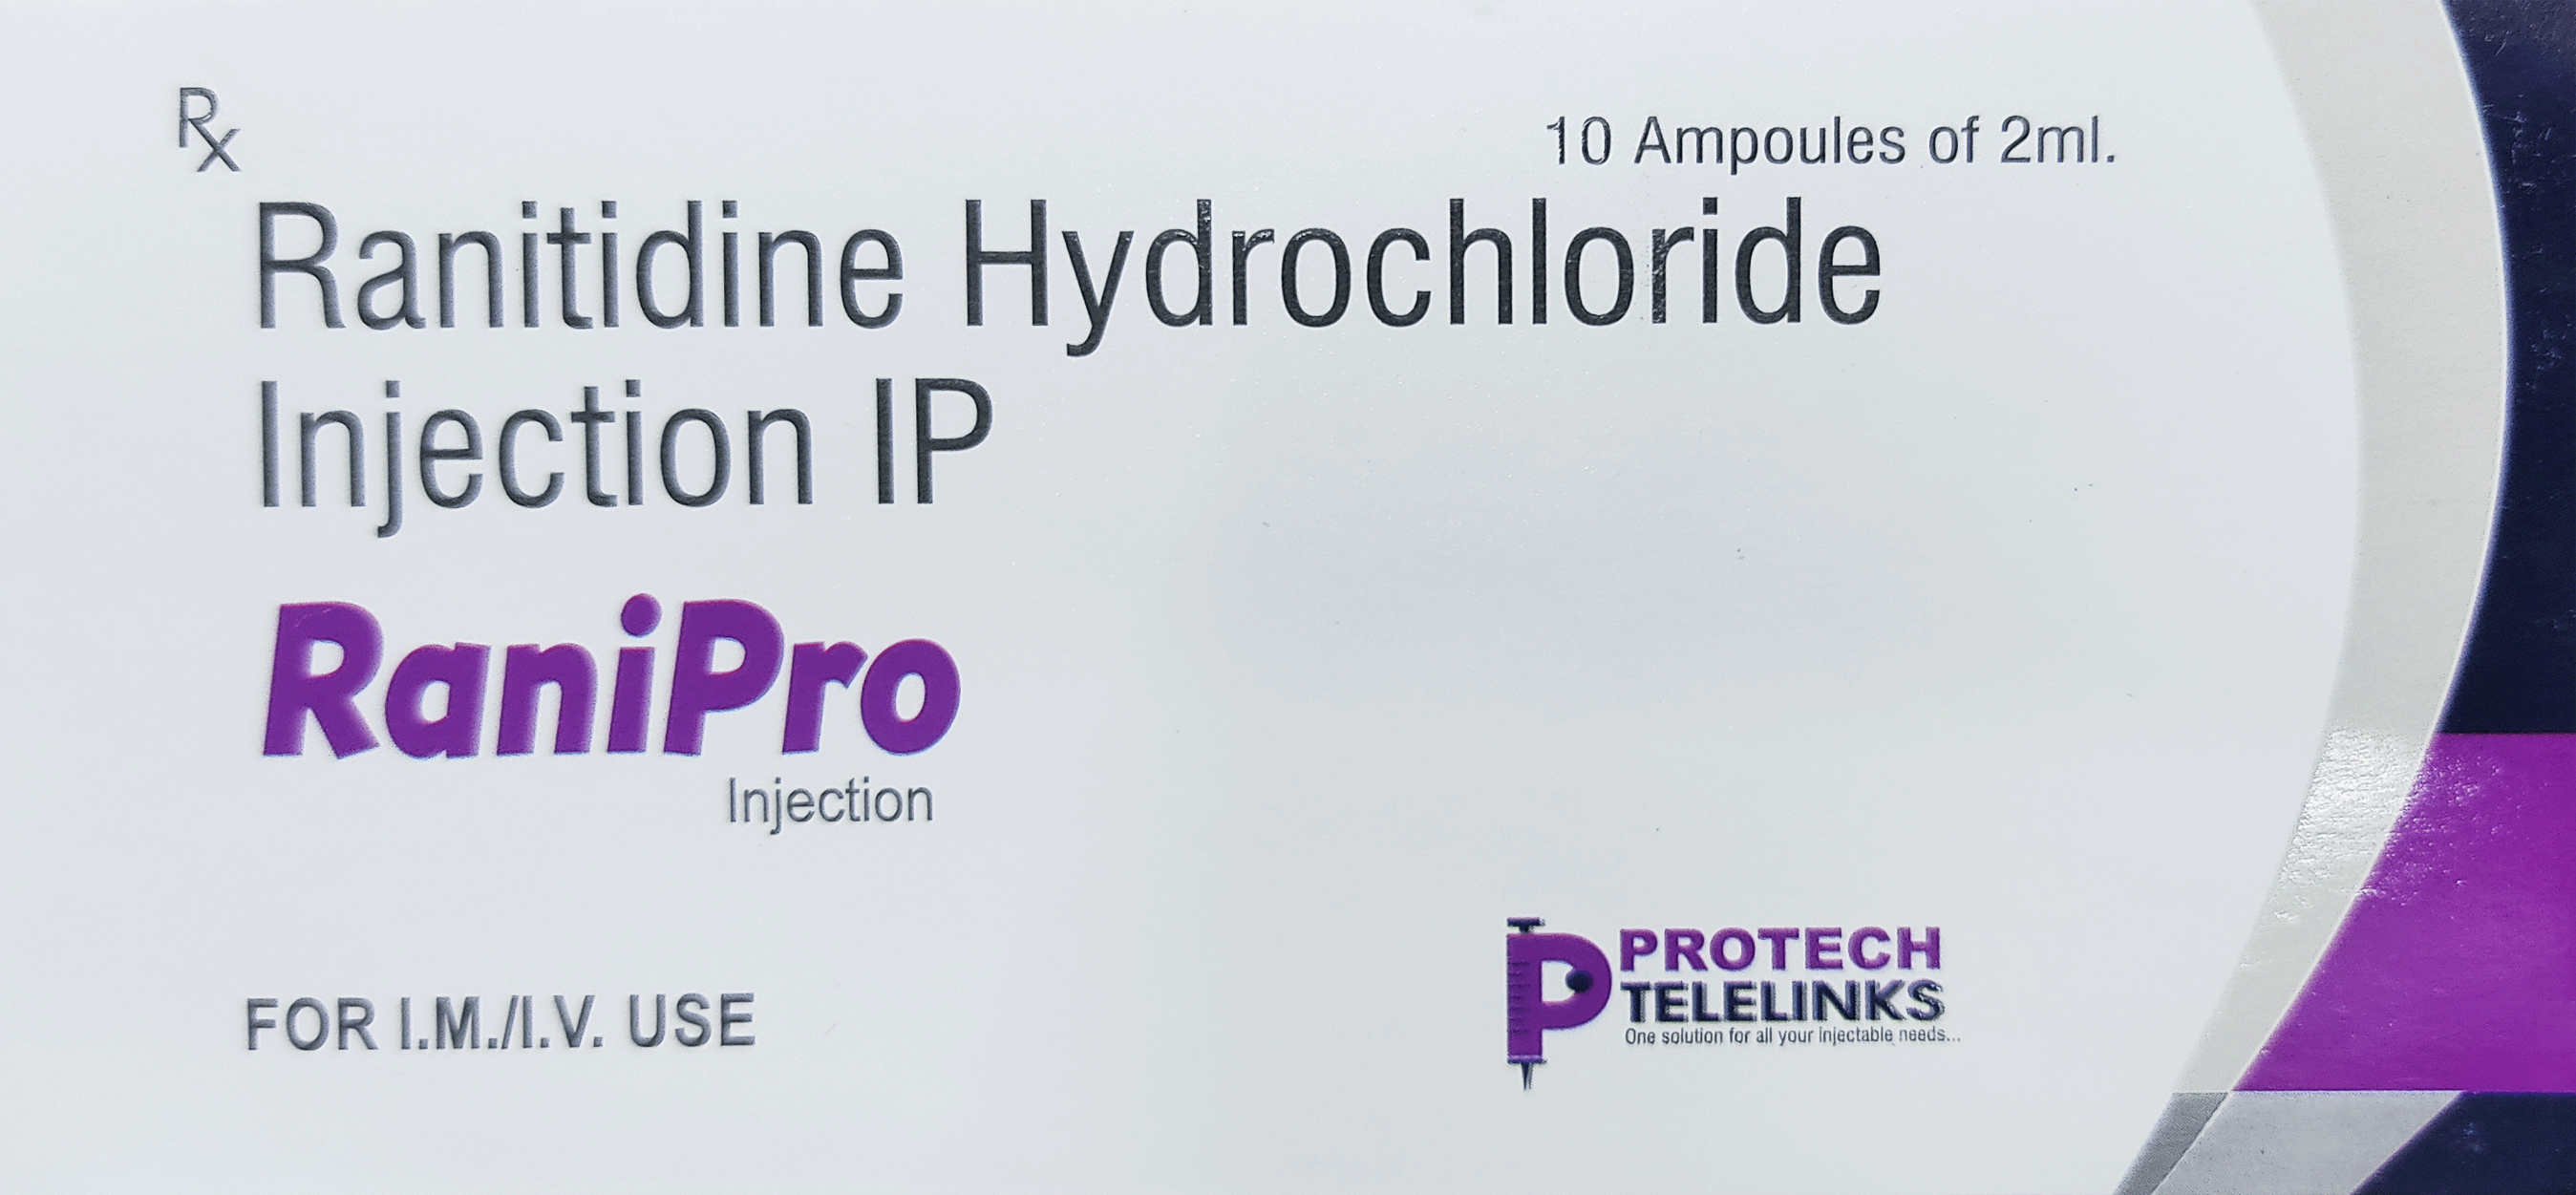 Rx
10 Ampoules of 2ml.
Ranitidine Hydrochloride
Injection IP
RaniPro
Injection
FOR I.M./I.V. USE
PROTECH
TELELINKS
One solution for all your injectable needs...